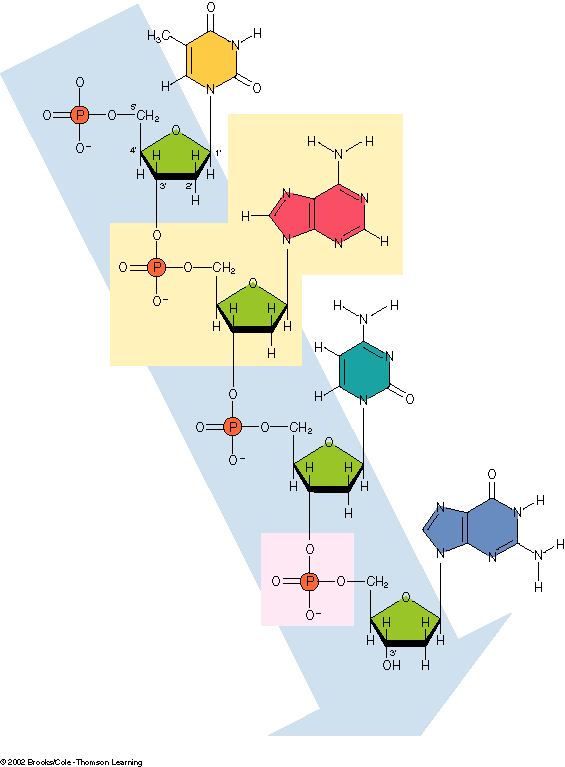 O
H₃C N H
O H N O
5'
O P O CH₂
O⁻ O
4' H H H 1'
H 3' 2'
H
H N H
O N N
H N N H
O P O CH₂
O⁻ O
H H H
H
H
H N H
H N
O H N O
O P O CH₂
O⁻ O
H H H
H
H
O
N N H
O N N N H
H
O P O CH₂
O⁻ O
H H H
H 3'
OH H
© 2002 Brooks/Cole - Thomson Learning